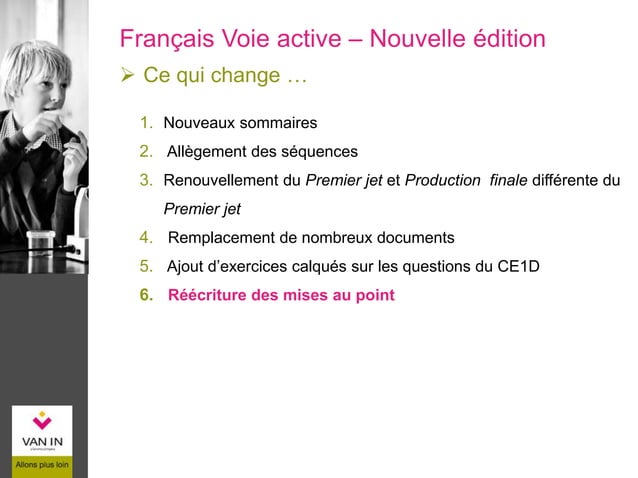 Français Voie active – Nouvelle édition
➢ Ce qui change …
1. Nouveaux sommaires
2. Allègement des séquences
3. Renouvellement du Premier jet et Production finale différente du
Premier jet
4. Remplacement de nombreux documents
5. Ajout d’exercices calqués sur les questions du CE1D
6. Réécriture des mises au point
VAN IN
Allons plus loin